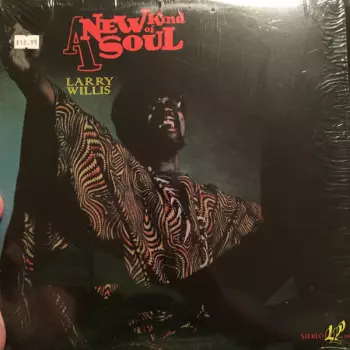 $18.99
A NEW Kind
of
SOUL
LARRY
WILLIS
STEREO LP